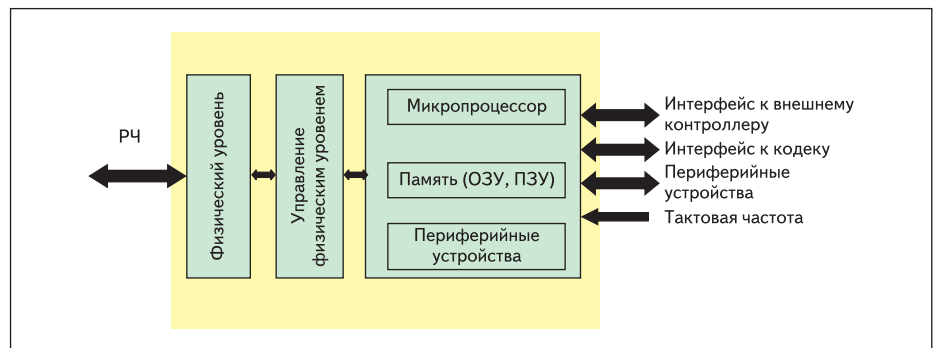 РЧ
Физический уровень
Управление
физическим уровенем
Микропроцессор
Память (ОЗУ, ПЗУ)
Периферийные
устройства
Интерфейс к внешнему
контроллеру
Интерфейс к кодеку
Периферийные
устройства
Тактовая частота